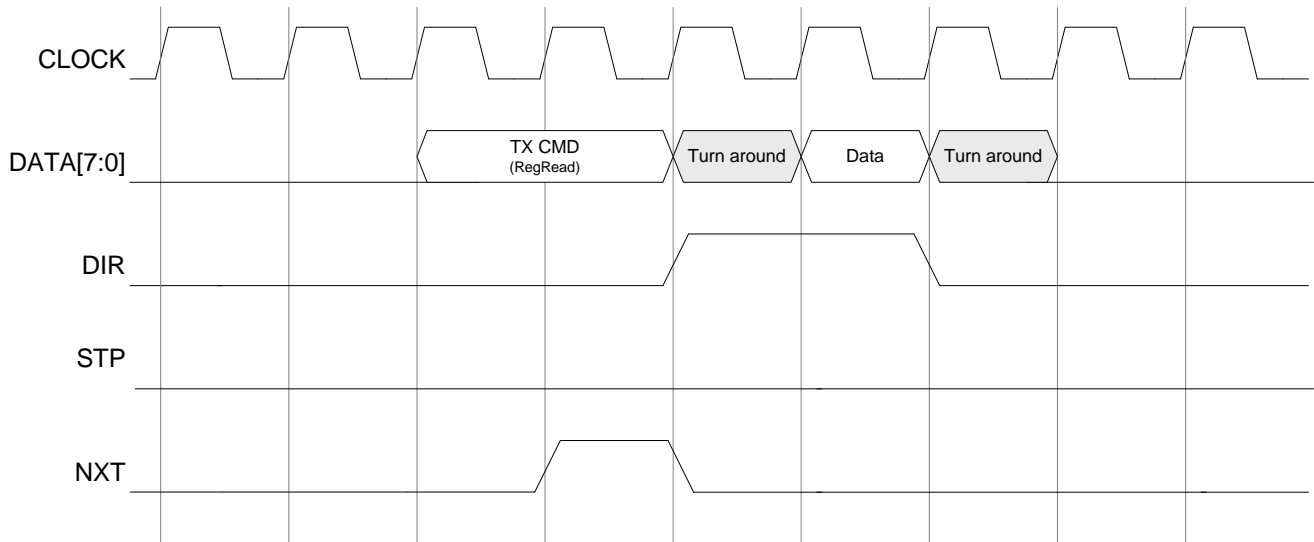 CLOCK
DATA[7:0]
TX CMD
(RegRead)
Turn around
Data
Turn around
DIR
STP
NXT